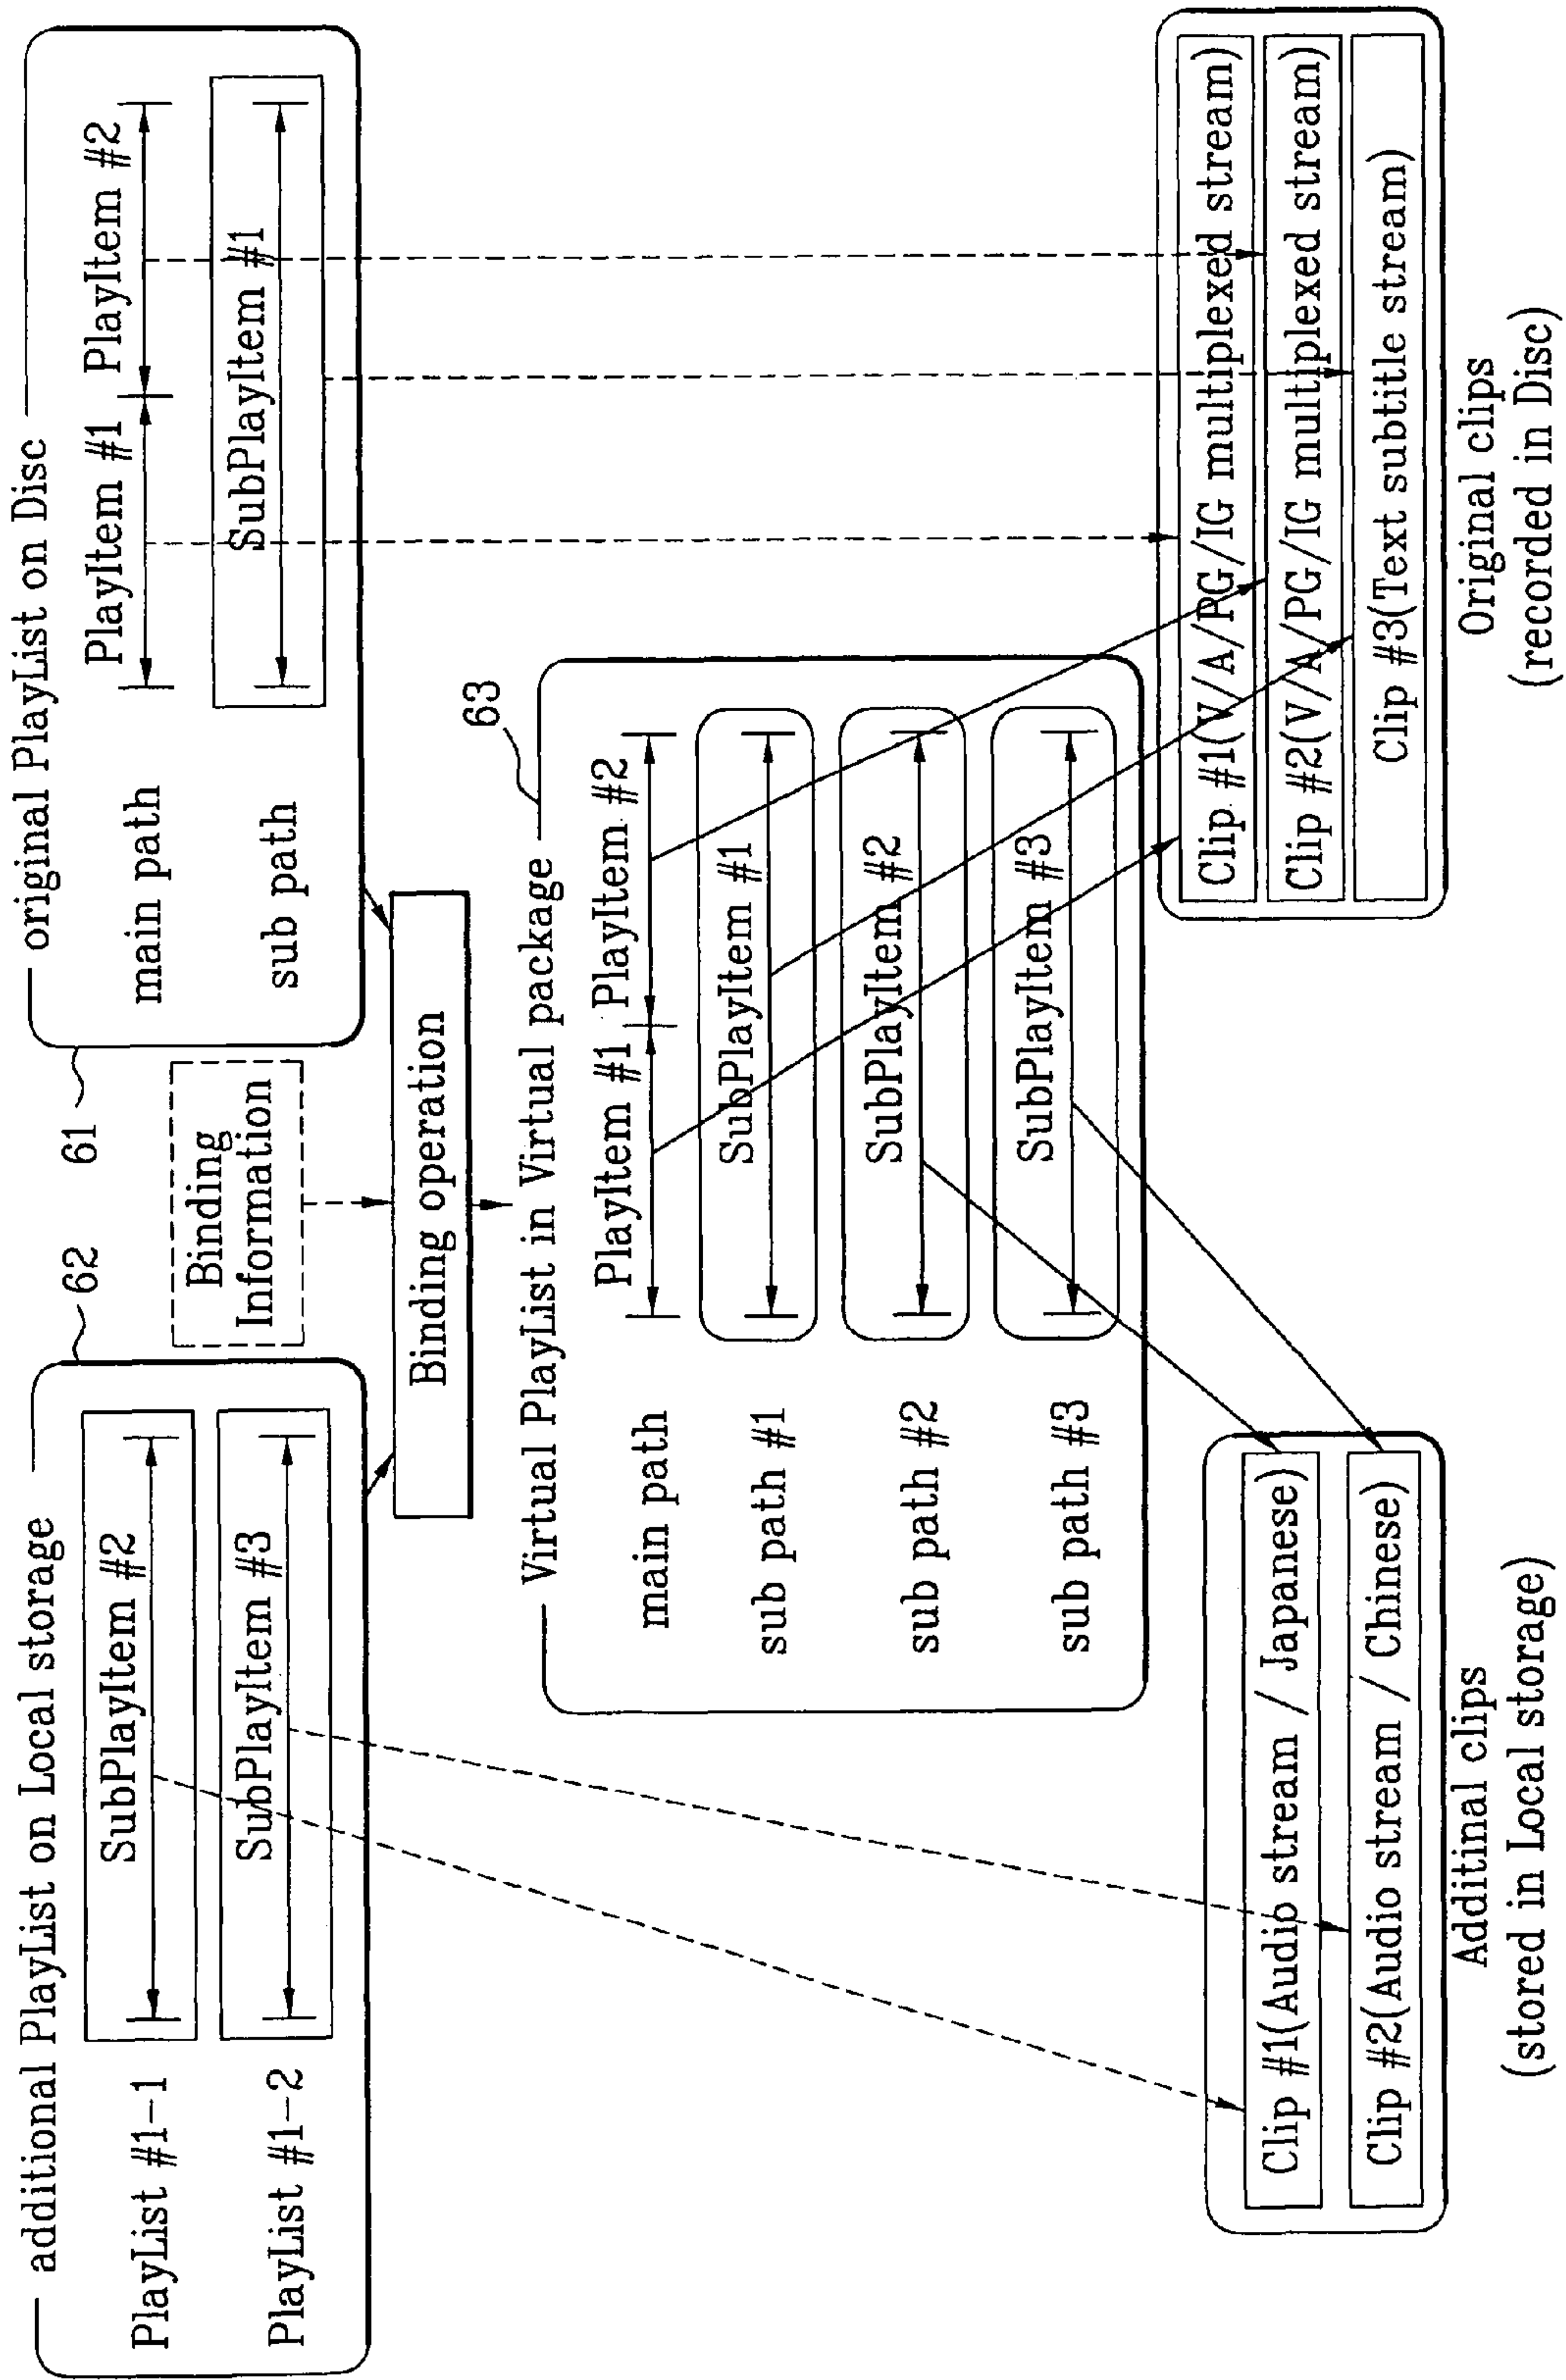 additional PlayList on Local storage
PlayList #1-1
SubPlayItem #2
PlayList #1-2
SubPlayItem #3
62
Binding
Information
61
original PlayList on Disc
main path
PlayItem #1 PlayItem #2
sub path
SubPlayItem #1
Binding operation
Virtual PlayList in Virtual package
63
main path
PlayItem #1 PlayItem #2
sub path #1
SubPlayItem #1
sub path #2
SubPlayItem #2
sub path #3
SubPlayItem #3
Clip #1(Audio stream / Japanese)
Clip #2(Audio stream / Chinese)
Additinal clips
(stored in Local storage)
Clip #1(V/A/PG/IG multiplexed stream)
Clip #2(V/A/PG/IG multiplexed stream)
Clip #3(Text subtitle stream)
Original clips
(recorded in Disc)